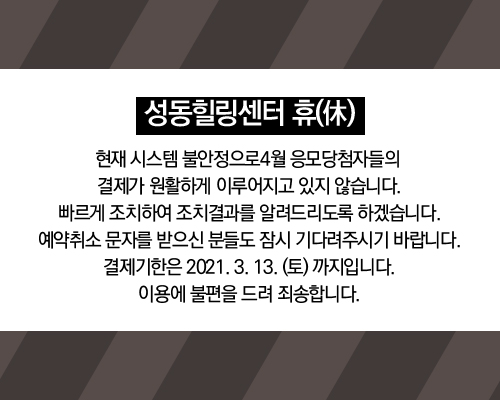 성동힐링센터 휴(休)
현재 시스템 불안정으로4월 응모당첨자들의
결제가 원활하게 이루어지고 있지 않습니다.
빠르게 조치하여 조치결과를 알려드리도록 하겠습니다.
예약취소 문자를 받으신 분들도 잠시 기다려주시기 바랍니다.
결제기한은 2021. 3. 13. (토) 까지입니다.
이용에 불편을 드려 죄송합니다.